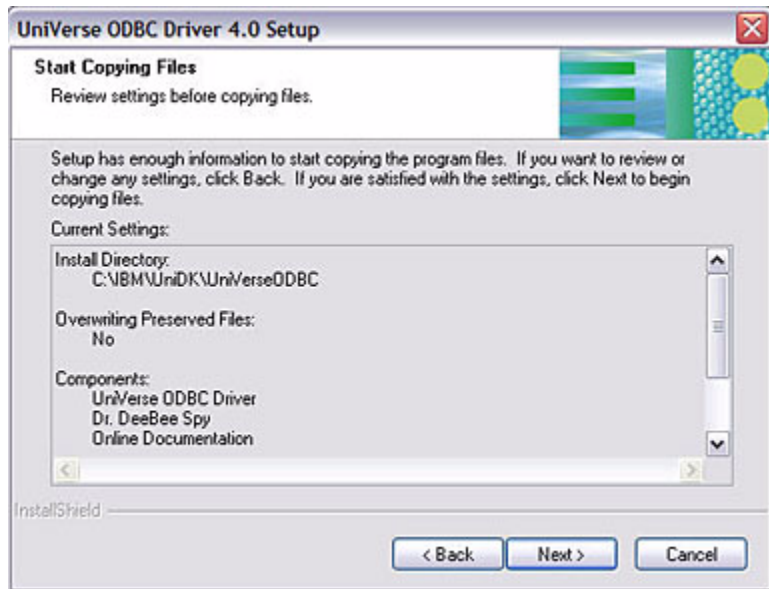 UniVerse ODBC Driver 4.0 Setup
Start Copying Files
Review settings before copying files.
Setup has enough information to start copying the program files. If you want to review or
change any settings, click Back. If you are satisfied with the settings, click Next to begin
copying files.
Current Settings:
Install Directory:
C:\IBM\UniDK\UniVerseODBC
Overwriting Preserved Files:
No
Components:
UniVerse ODBC Driver
Dr. DeeBee Spy
Online Documentation
InstallShield
< Back
Next >
Cancel